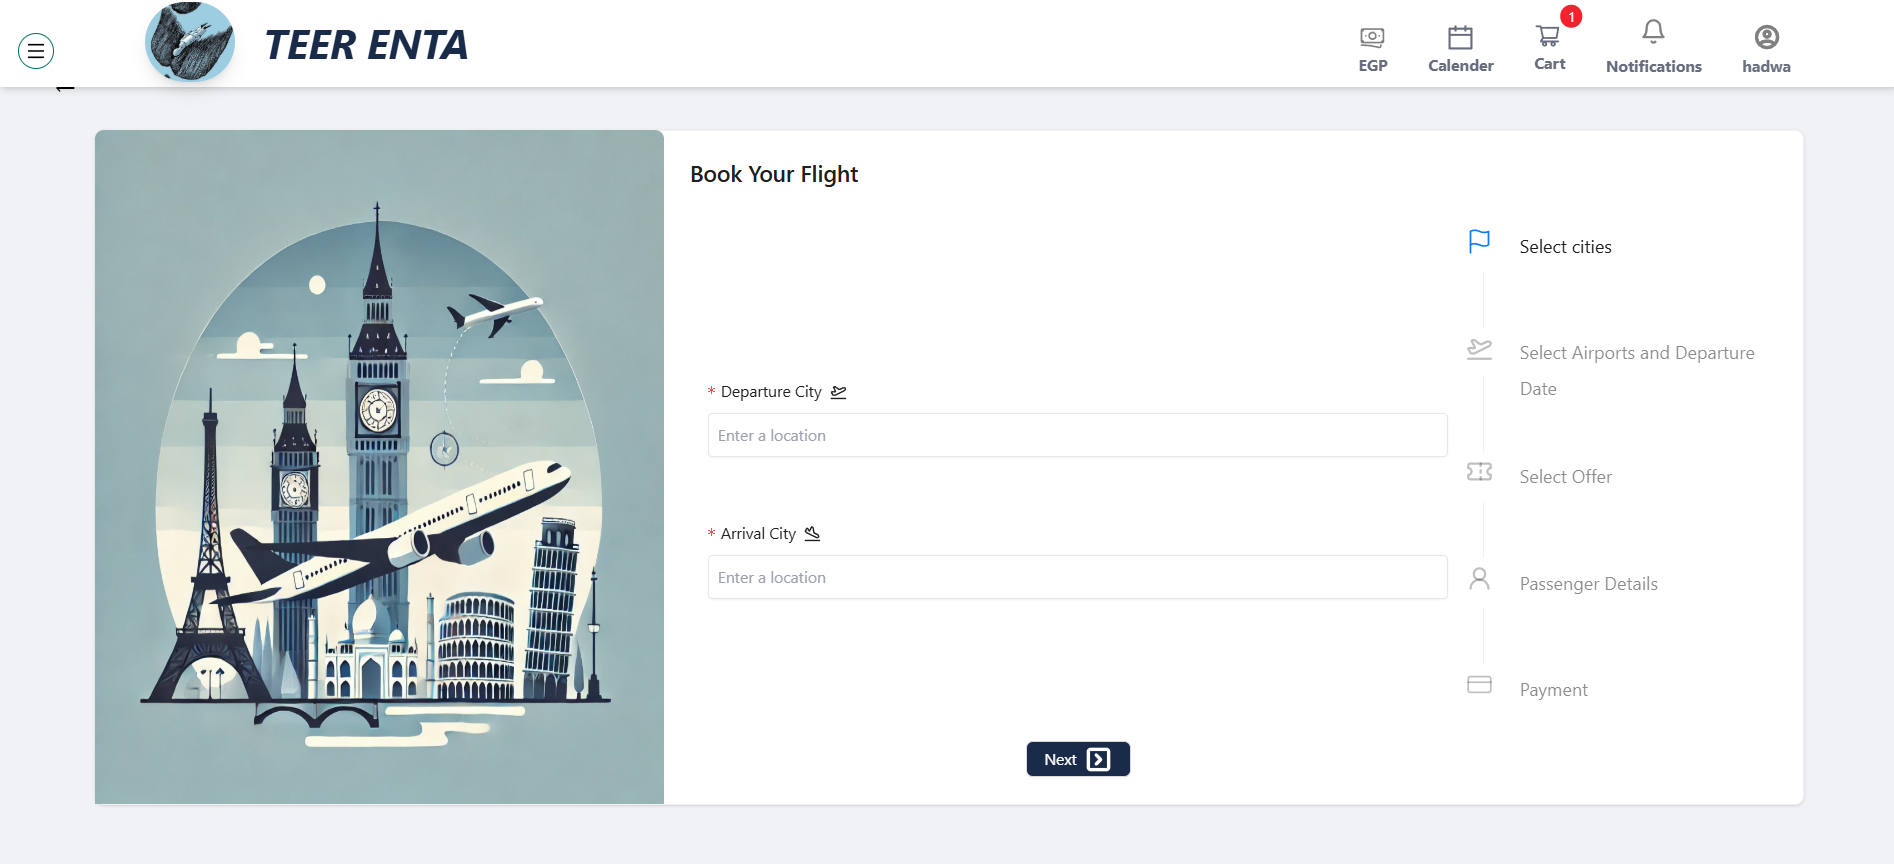 TEER ENTA
EGP
Calender
1
Cart
Notifications
hadwa
Book Your Flight
* Departure City
Enter a location
* Arrival City
Enter a location
Next
Select cities
Select Airports and Departure
Date
Select Offer
Passenger Details
Payment